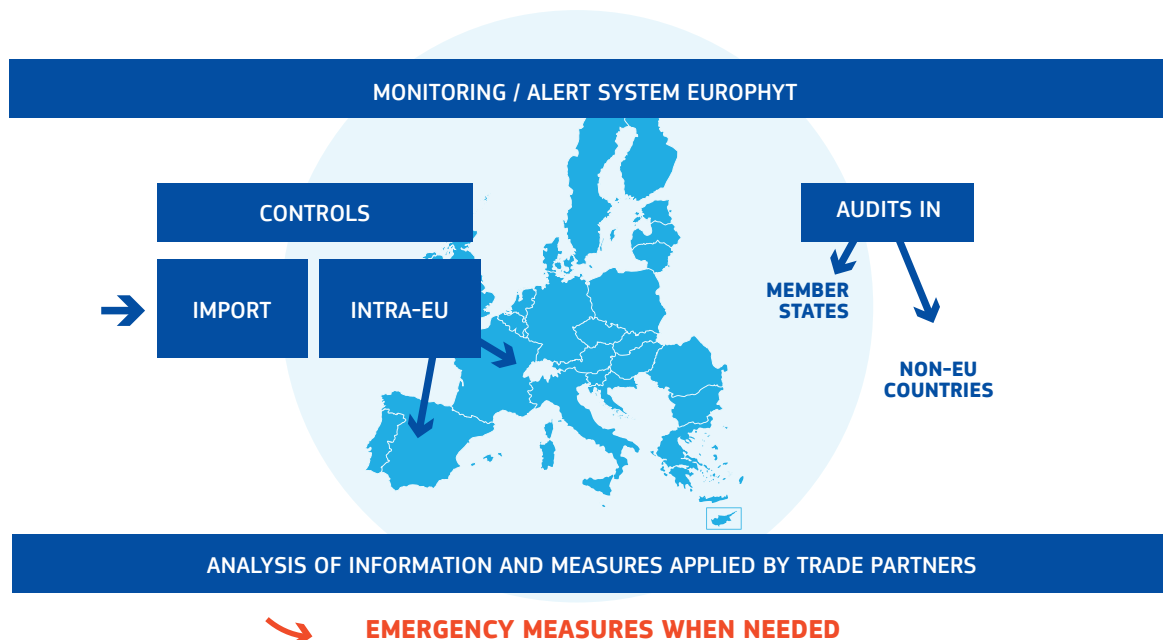 MONITORING / ALERT SYSTEM EUROPHYT
CONTROLS
IMPORT
INTRA-EU
AUDITS IN
MEMBER
STATES
NON-EU
COUNTRIES
ANALYSIS OF INFORMATION AND MEASURES APPLIED BY TRADE PARTNERS
EMERGENCY MEASURES WHEN NEEDED